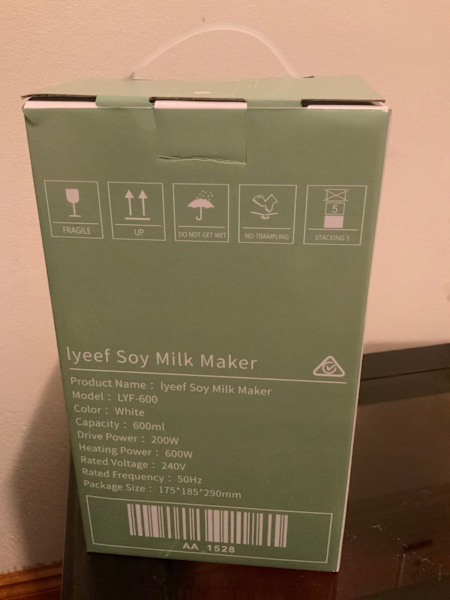 FRAGILE
UP
DO NOT GET WET
NO TRAMPLING
5
STACKING 5
lyeef Soy Milk Maker
Product Name : lyeef Soy Milk Maker
Model : LYF-600
Color : White
Capacity : 600ml
Drive Power : 200W
Heating Power : 600W
Rated Voltage : 240V
Rated Frequency : 50Hz
Package Size : 175*185*290mm
AA 1528